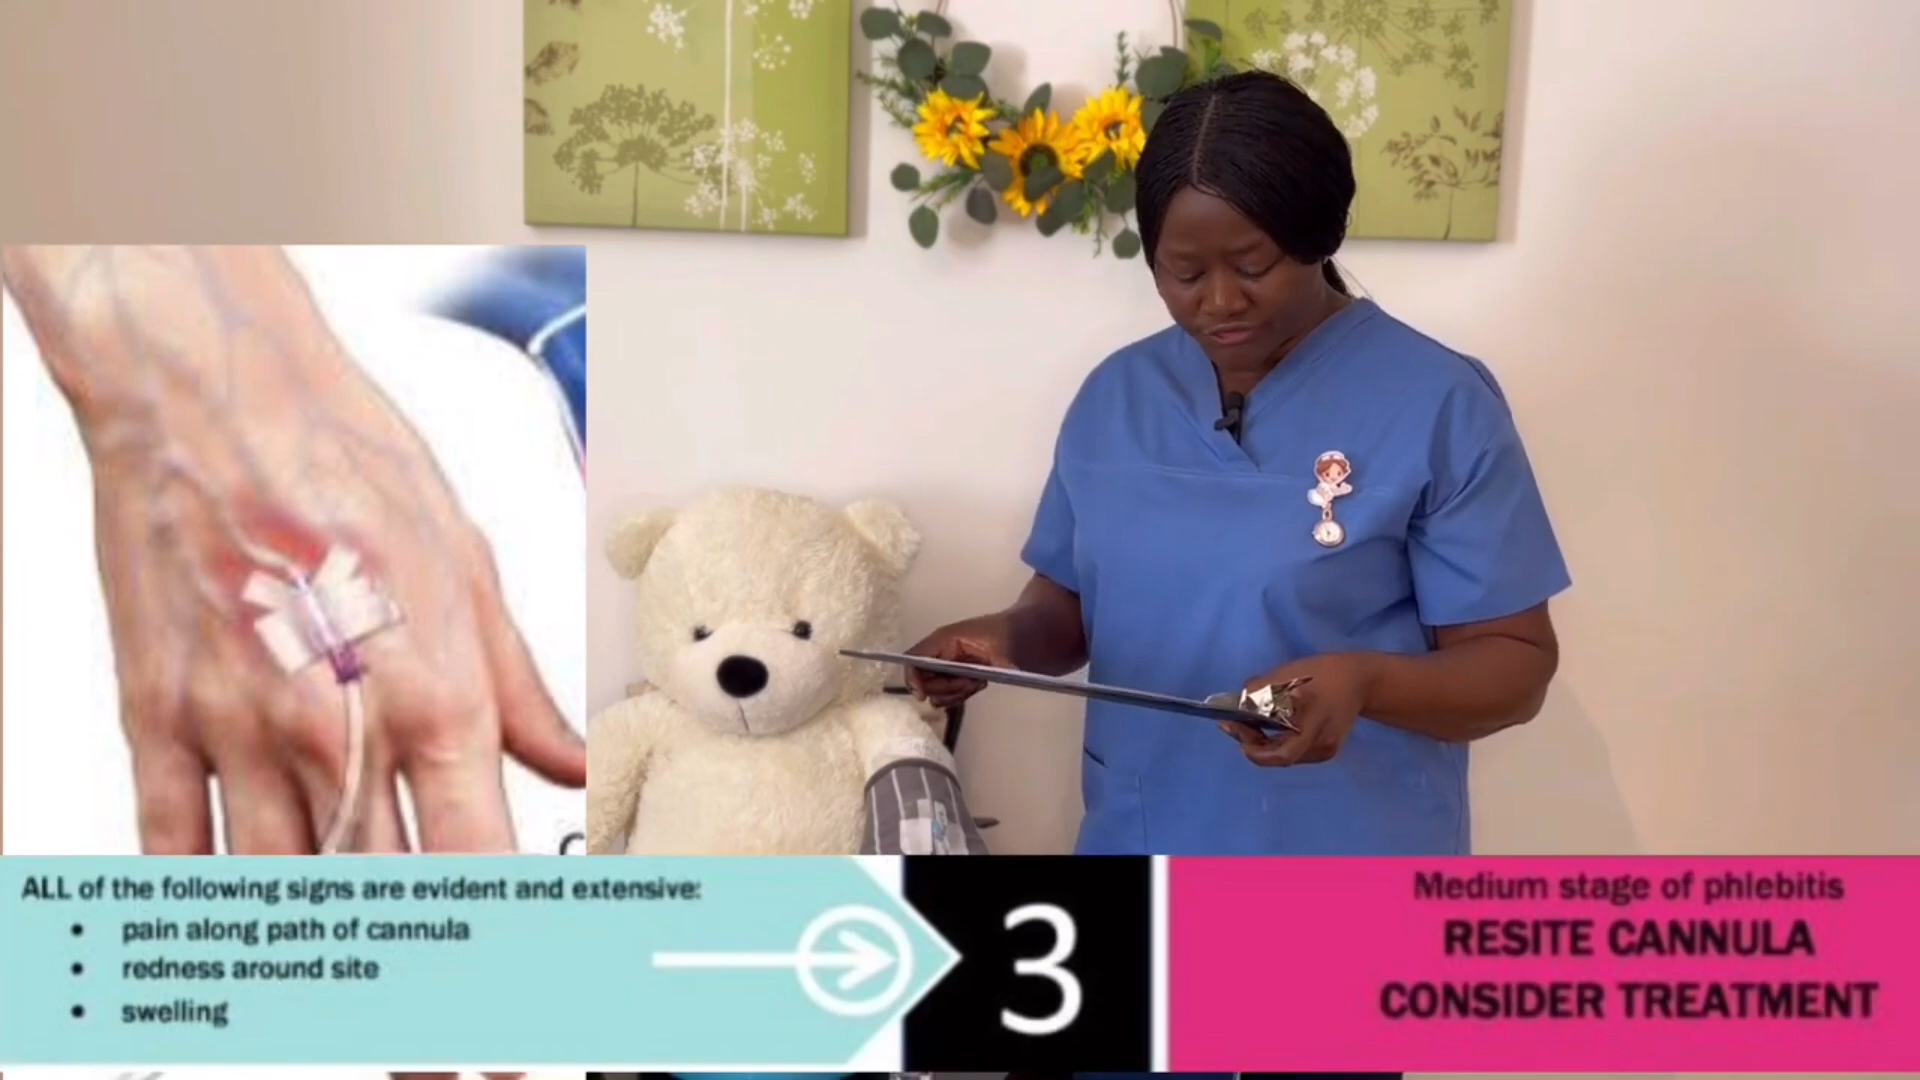 ALL of the following signs are evident and extensive:
• pain along path of cannula
• redness around site
• swelling
3
Medium stage of phlebitis
RESITE CANNULA
CONSIDER TREATMENT